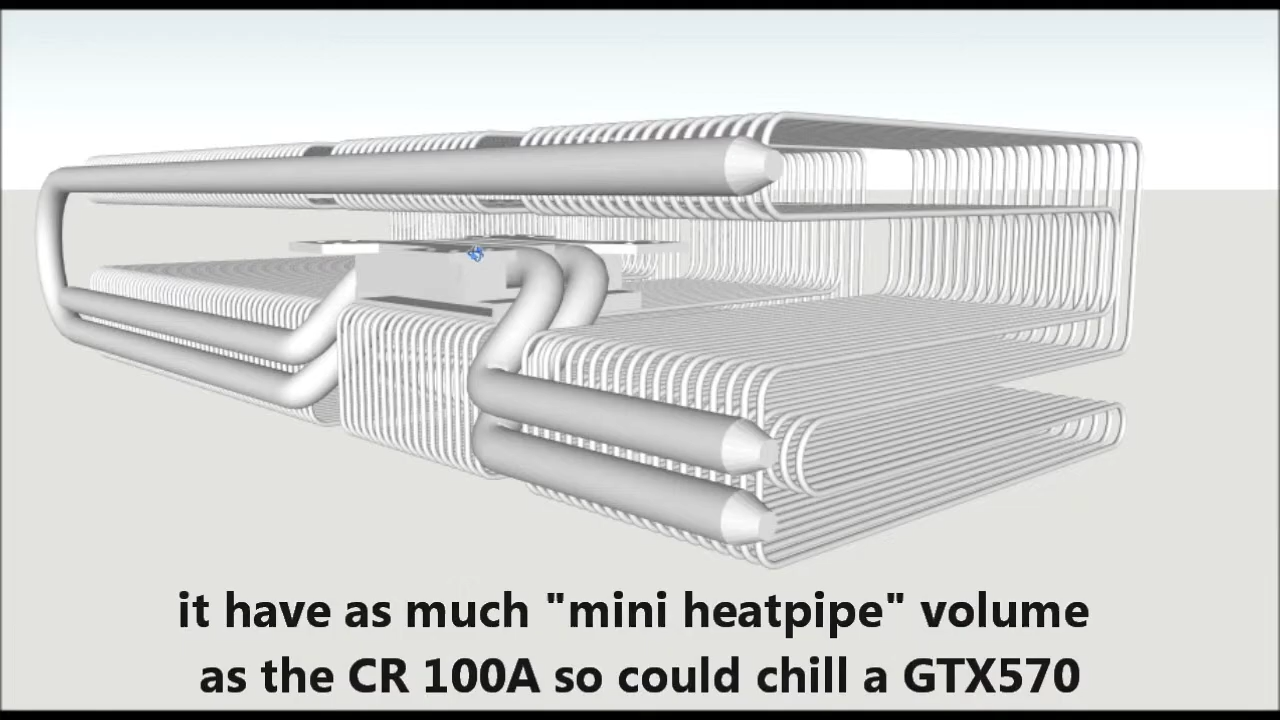 it have as much "mini heatpipe" volume
as the CR 100A so could chill a GTX570